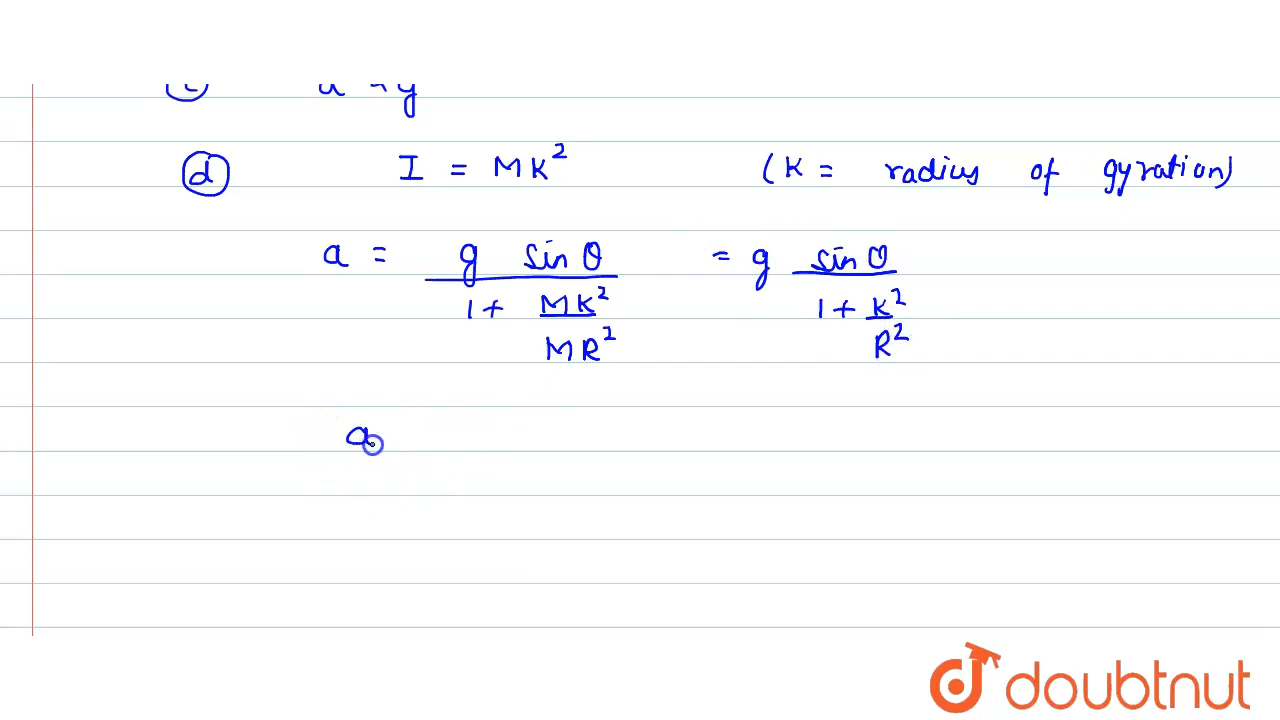 (d) I = MK² (K = radius of gyration)
a = g sin θ / (1 + MK²/MR²) = g sin θ / (1 + K²/R²)
a
doubtnut